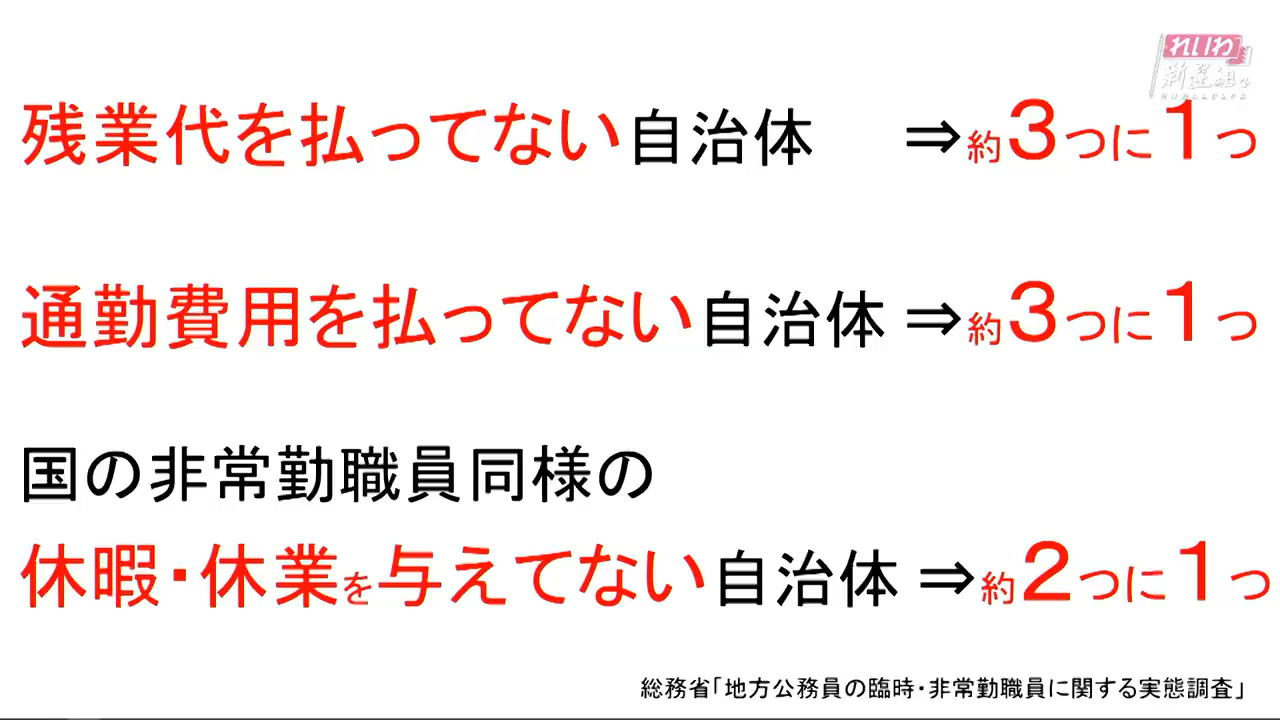 れいわ
新選組
残業代を払ってない自治体 ⇒約3つに1つ
通勤費用を払ってない自治体 ⇒約3つに1つ
国の非常勤職員同様の
休暇・休業を与えてない自治体 ⇒約2つに1つ
総務省「地方公務員の臨時・非常勤職員に関する実態調査」